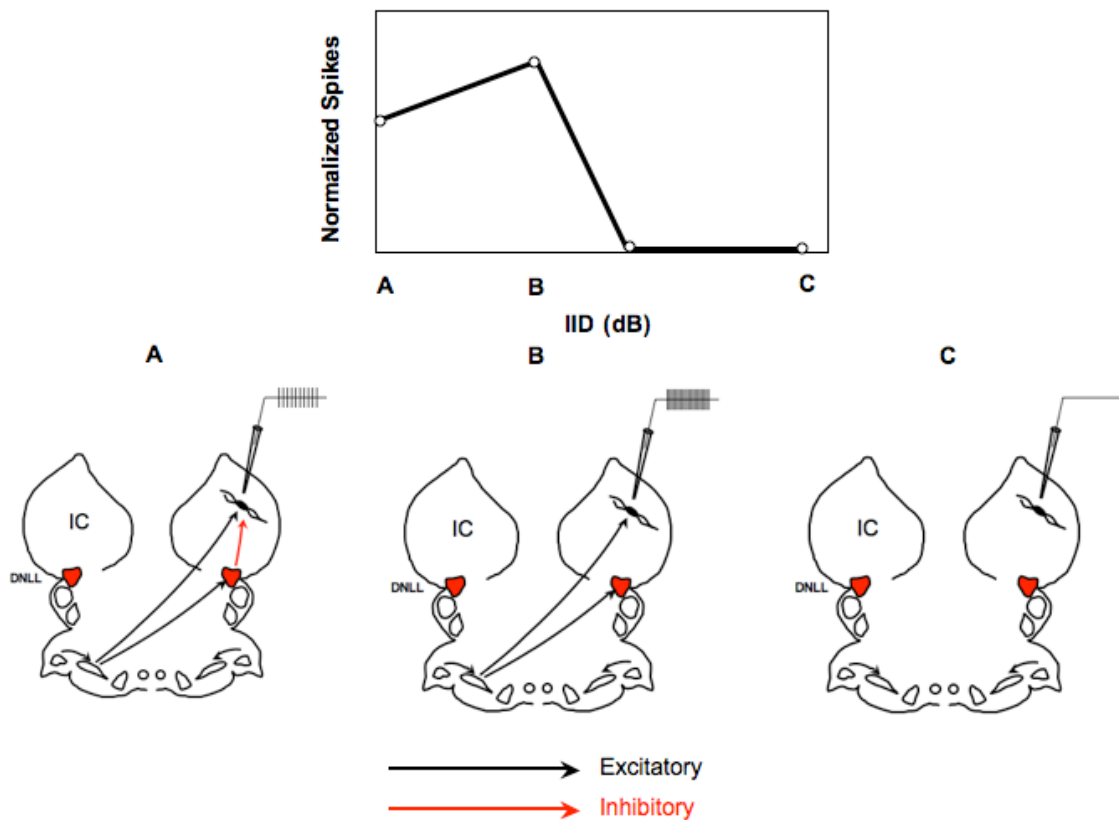 Normalized Spikes
A B C
IID (dB)
A B C
IC IC IC
DNLL DNLL DNLL
Excitatory
Inhibitory